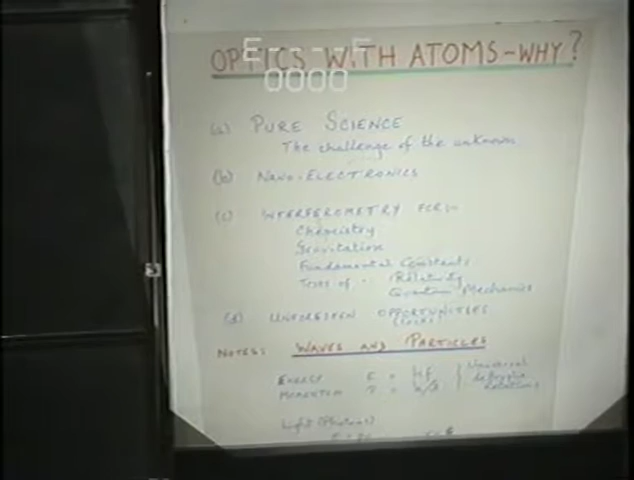 OPTICS WITH ATOMS - WHY?
E-----F
0000
(a) PURE SCIENCE
The challenge of the unknown
(b) NANO-ELECTRONICS
(c) INTERFEROMETRY FOR:-
Chemistry
Gravitation
Fundamental Constants
Tests of Relativity
Quantum Mechanics
(d) UNFORESEEN OPPORTUNITIES
NOTES: WAVES AND PARTICLES
ENERGY E = hf
MOMENTUM P = Universal
de Broglie
Relations
Light (Photons)